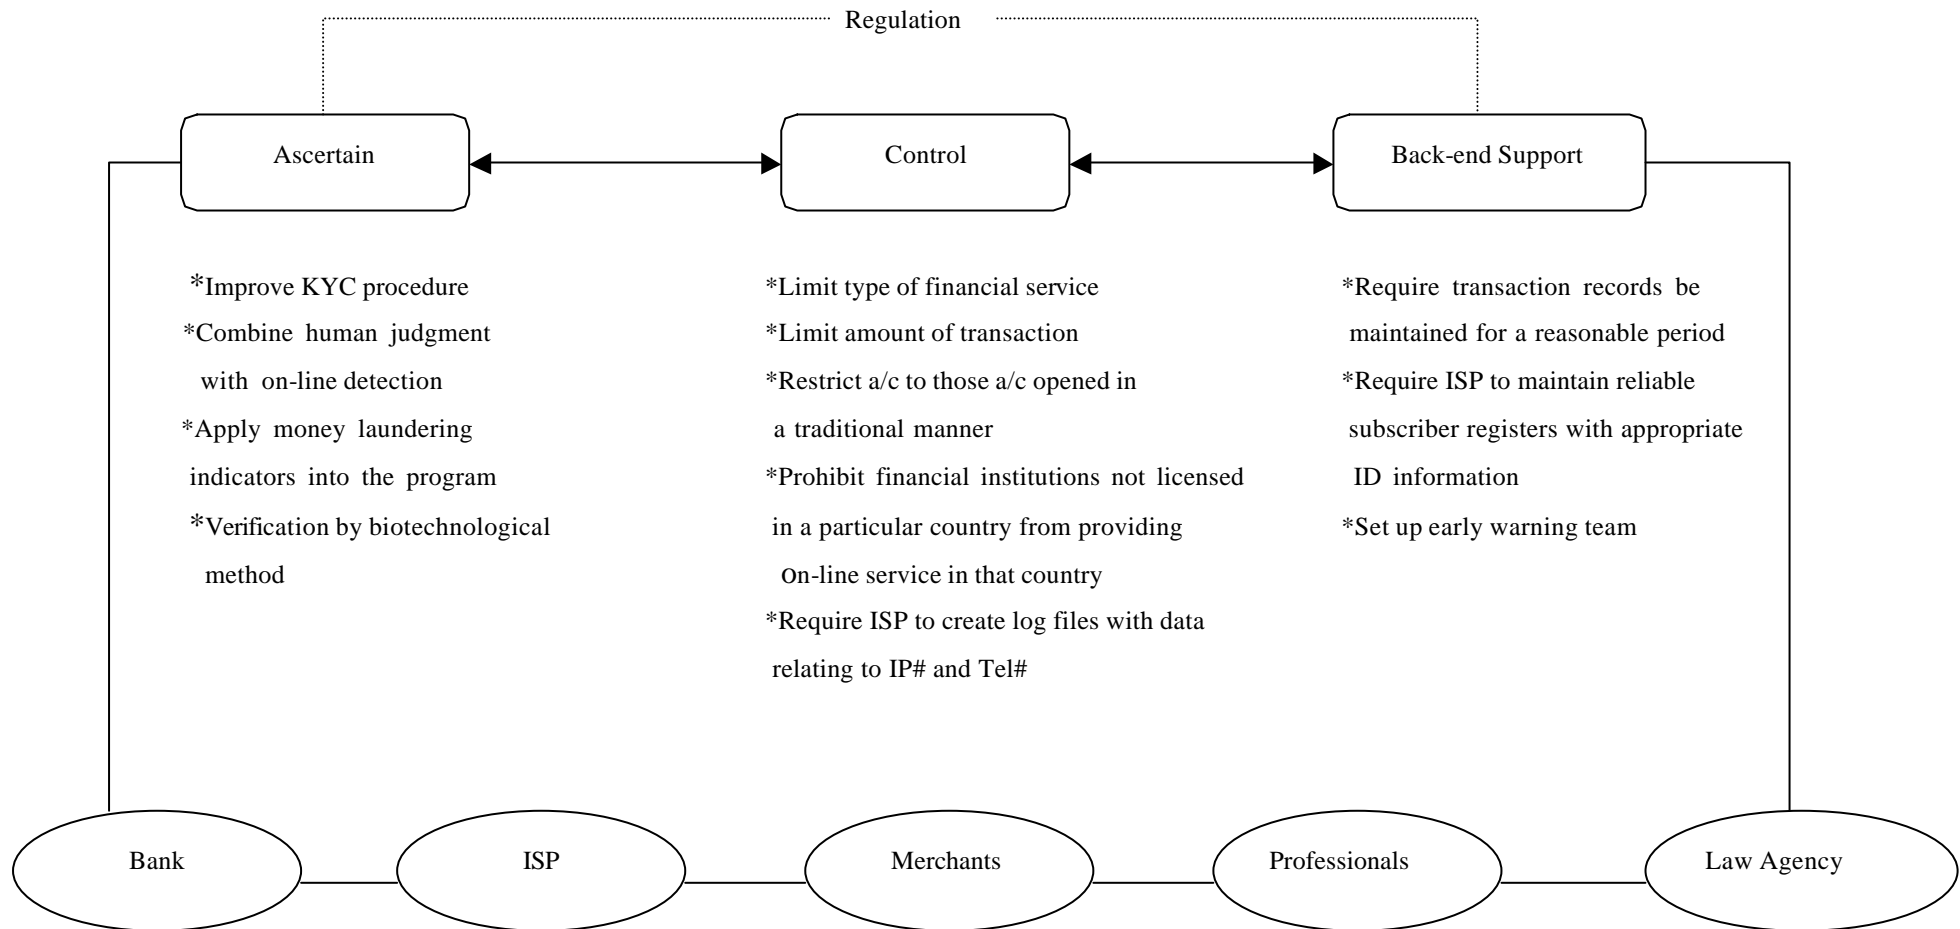 Regulation
Ascertain
Control
Back-end Support
*Improve KYC procedure
*Combine human judgment
with on-line detection
*Apply money laundering
indicators into the program
*Verification by biotechnological
method
*Limit type of financial service
*Limit amount of transaction
*Restrict a/c to those a/c opened in
a traditional manner
*Prohibit financial institutions not licensed
in a particular country from providing
on-line service in that country
*Require ISP to create log files with data
relating to IP# and Tel#
*Require transaction records be
maintained for a reasonable period
*Require ISP to maintain reliable
subscriber registers with appropriate
ID information
*Set up early warning team
Bank
ISP
Merchants
Professionals
Law Agency